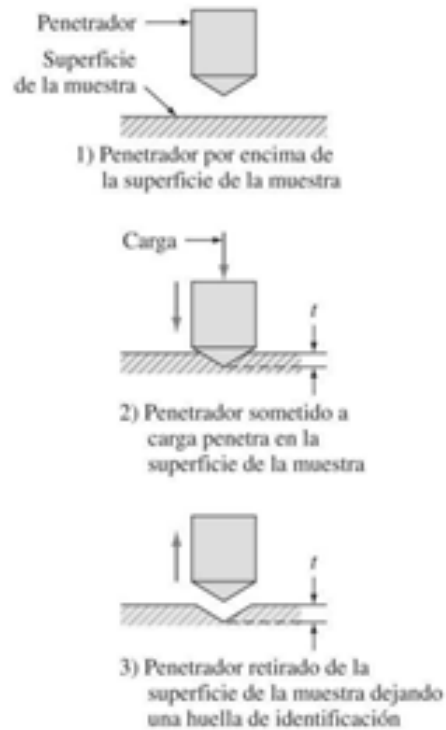 Penetrador
Superficie
de la muestra
1) Penetrador por encima de
la superficie de la muestra
Carga
t
2) Penetrador sometido a
carga penetra en la
superficie de la muestra
t
3) Penetrador retirado de la
superficie de la muestra dejando
una huella de identificación